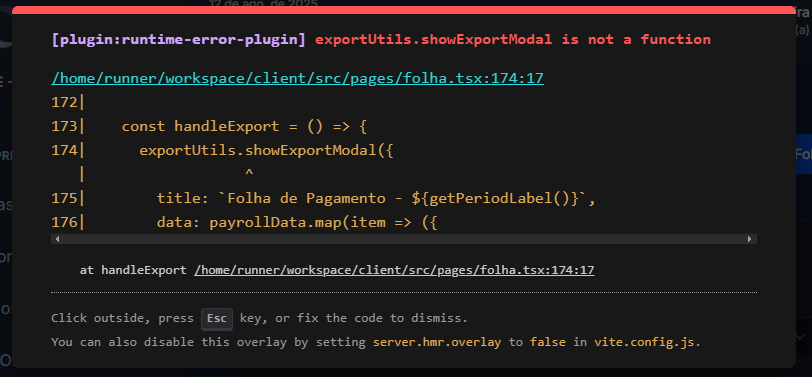 12 de ago. de 2025
[plugin:runtime-error-plugin] exportUtils.showExportModal is not a function
/home/runner/workspace/client/src/pages/folha.tsx:174:17
172|
173|    const handleExport = () => {
174|      exportUtils.showExportModal({
   |                  ^
175|        title: `Folha de Pagamento - ${getPeriodLabel()}`,
176|        data: payrollData.map(item => ({
at handleExport /home/runner/workspace/client/src/pages/folha.tsx:174:17
Click outside, press Esc key, or fix the code to dismiss.
You can also disable this overlay by setting server.hmr.overlay to false in vite.config.js.